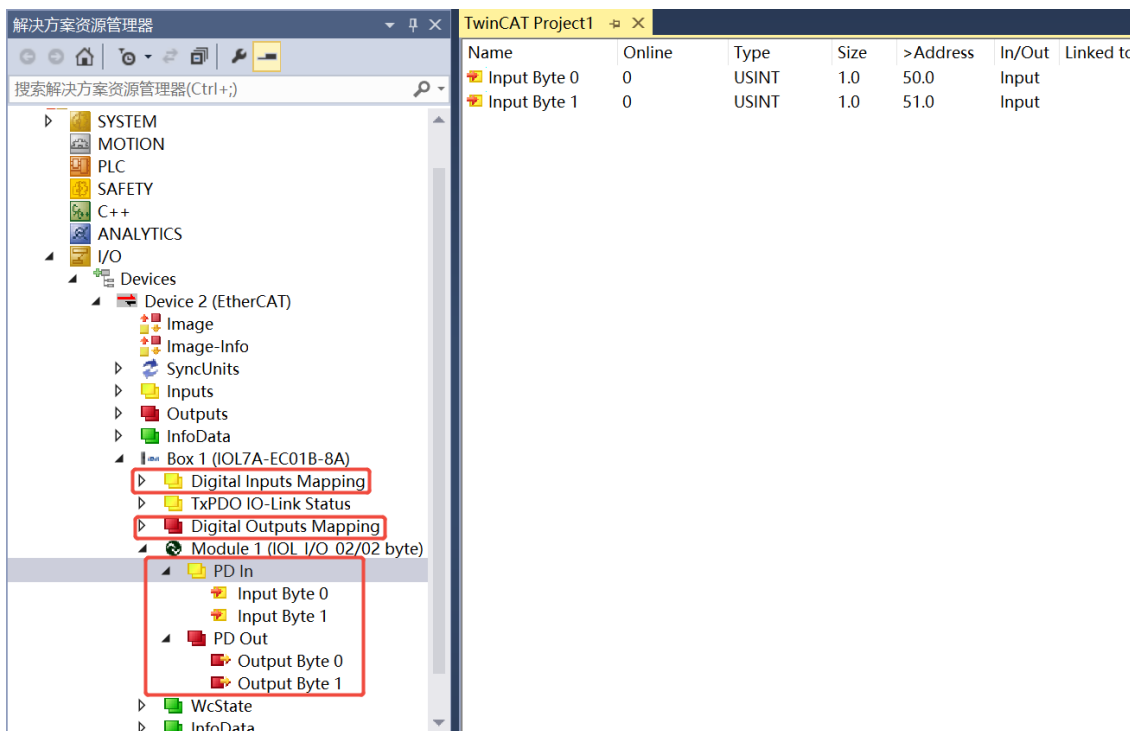 解决方案资源管理器
搜索解决方案资源管理器(Ctrl+;)
SYSTEM
MOTION
PLC
SAFETY
C++
ANALYTICS
I/O
Devices
Device 2 (EtherCAT)
Image
Image-Info
SyncUnits
Inputs
Outputs
InfoData
Box 1 (IOL7A-EC01B-8A)
Digital Inputs Mapping
TxPDO IO-Link Status
Digital Outputs Mapping
Module 1 (IOL I/O 02/02 byte)
PD In
Input Byte 0
Input Byte 1
PD Out
Output Byte 0
Output Byte 1
WcState
InfoData
TwinCAT Project1
Name Online Type Size >Address In/Out Linked to
Input Byte 0 0 USINT 1.0 50.0 Input
Input Byte 1 0 USINT 1.0 51.0 Input